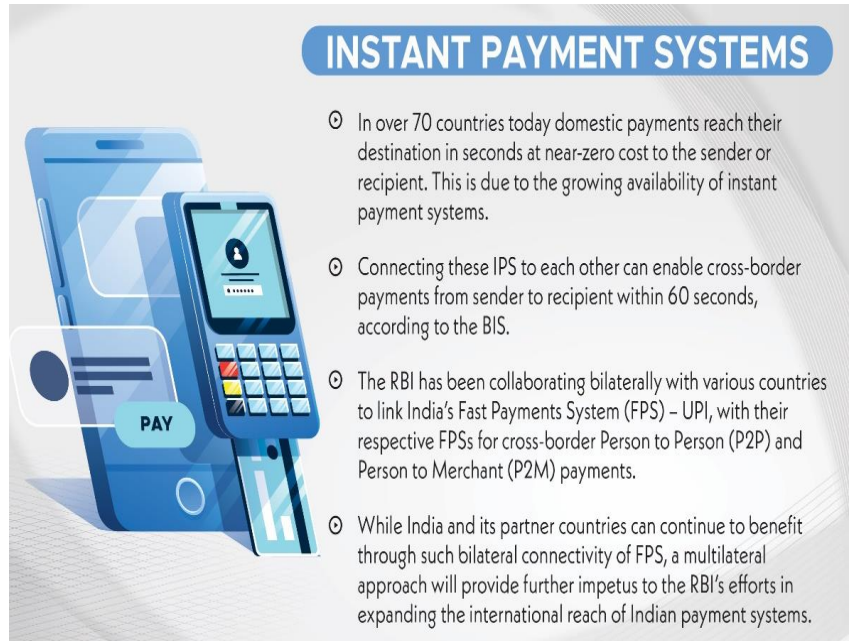 INSTANT PAYMENT SYSTEMS
In over 70 countries today domestic payments reach their
destination in seconds at near-zero cost to the sender or
recipient. This is due to the growing availability of instant
payment systems.
Connecting these IPS to each other can enable cross-border
payments from sender to recipient within 60 seconds,
according to the BIS.
The RBI has been collaborating bilaterally with various countries
to link India's Fast Payments System (FPS) – UPI, with their
respective FPSs for cross-border Person to Person (P2P) and
Person to Merchant (P2M) payments.
While India and its partner countries can continue to benefit
through such bilateral connectivity of FPS, a multilateral
approach will provide further impetus to the RBI's efforts in
expanding the international reach of Indian payment systems.
PAY